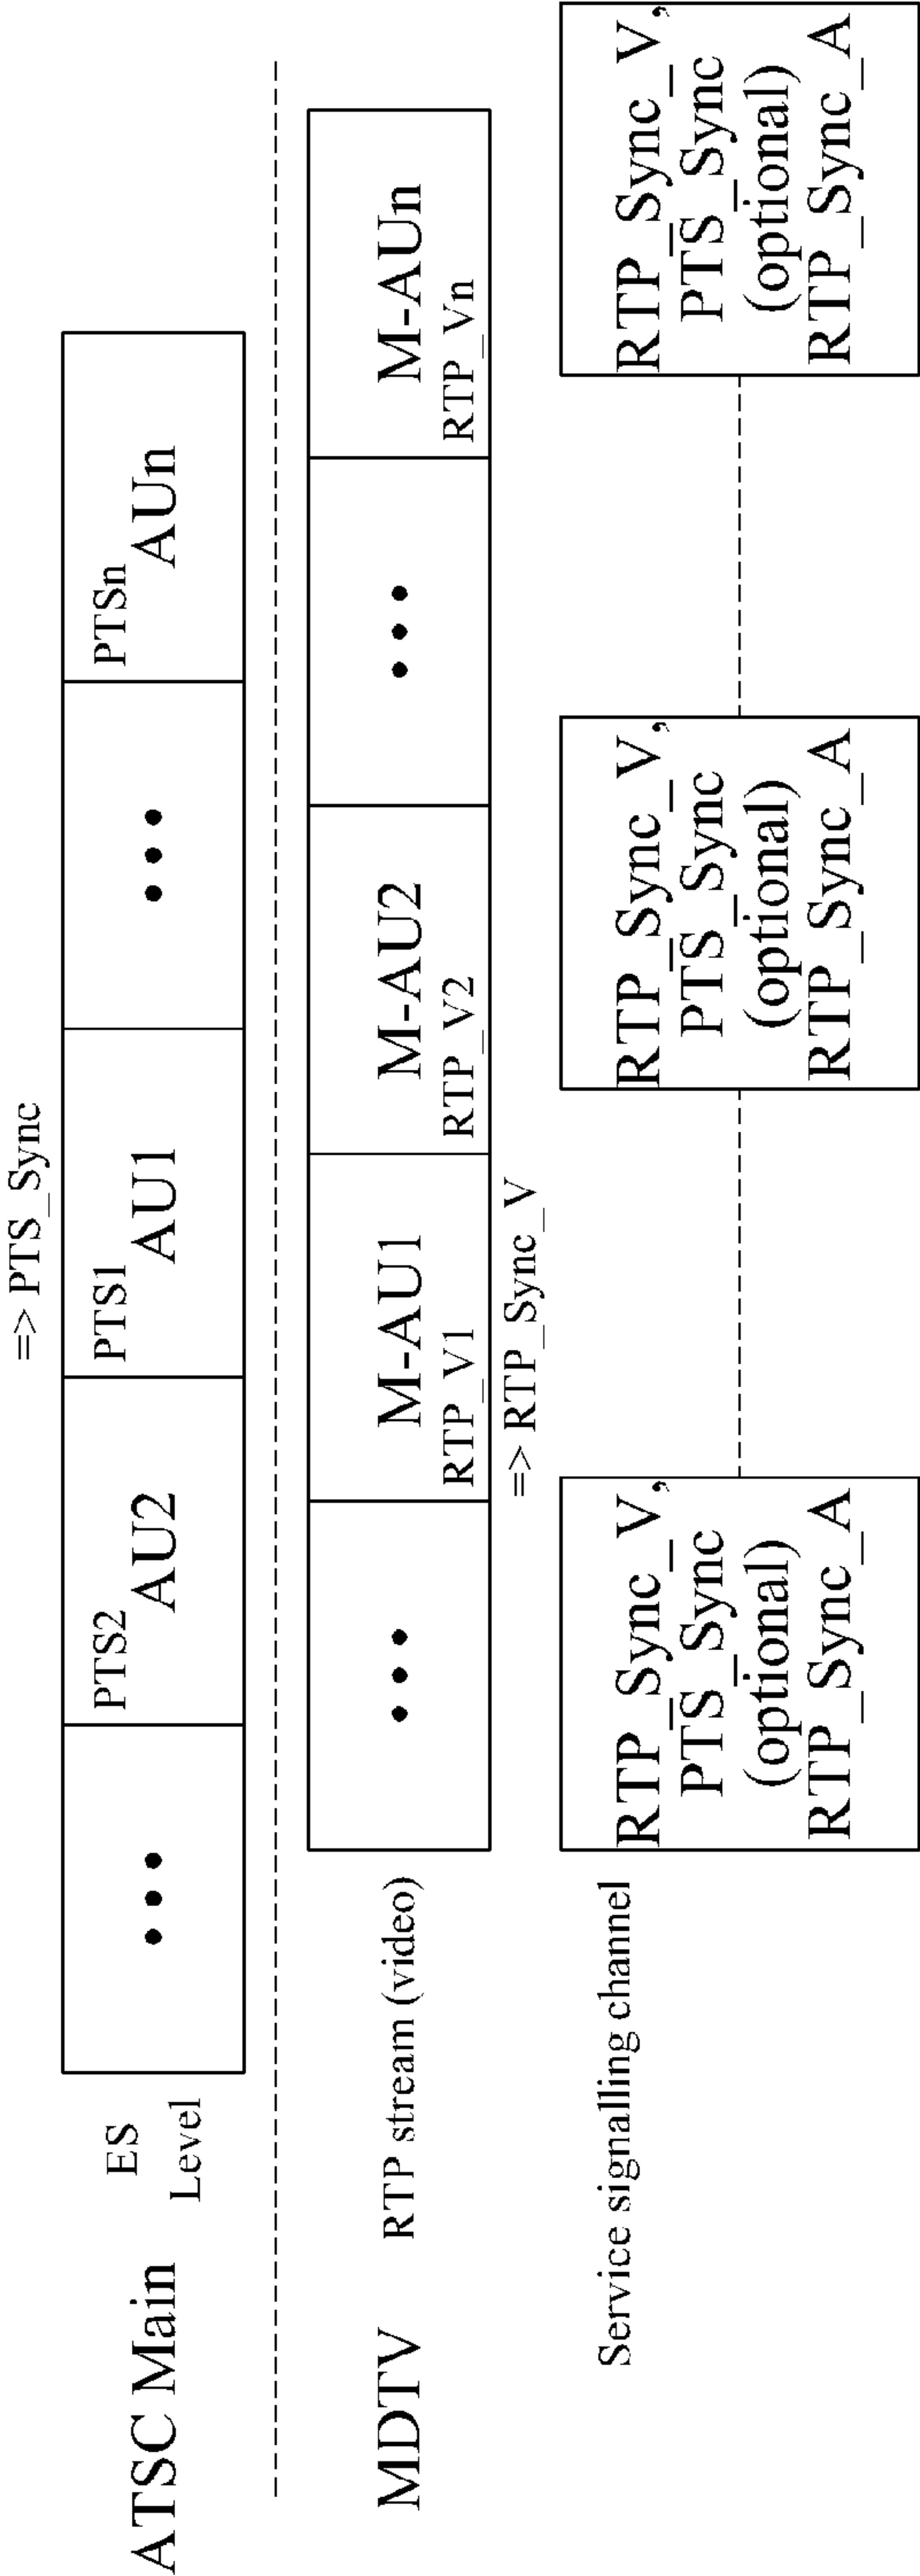 => PTS_Sync
ATSC Main
ES
Level
...
PTS2
AU2
PTS1
AU1
...
PTSn
AUn
MDTV
RTP stream (video)
...
M-AU1
RTP_V1
M-AU2
RTP_V2
...
M-AUn
RTP_Vn
=> RTP_Sync_V
Service signalling channel
RTP_Sync_V,
PTS_Sync
(optional)
RTP_Sync_A
RTP_Sync_V,
PTS_Sync
(optional)
RTP_Sync_A
RTP_Sync_V,
PTS_Sync
(optional)
RTP_Sync_A